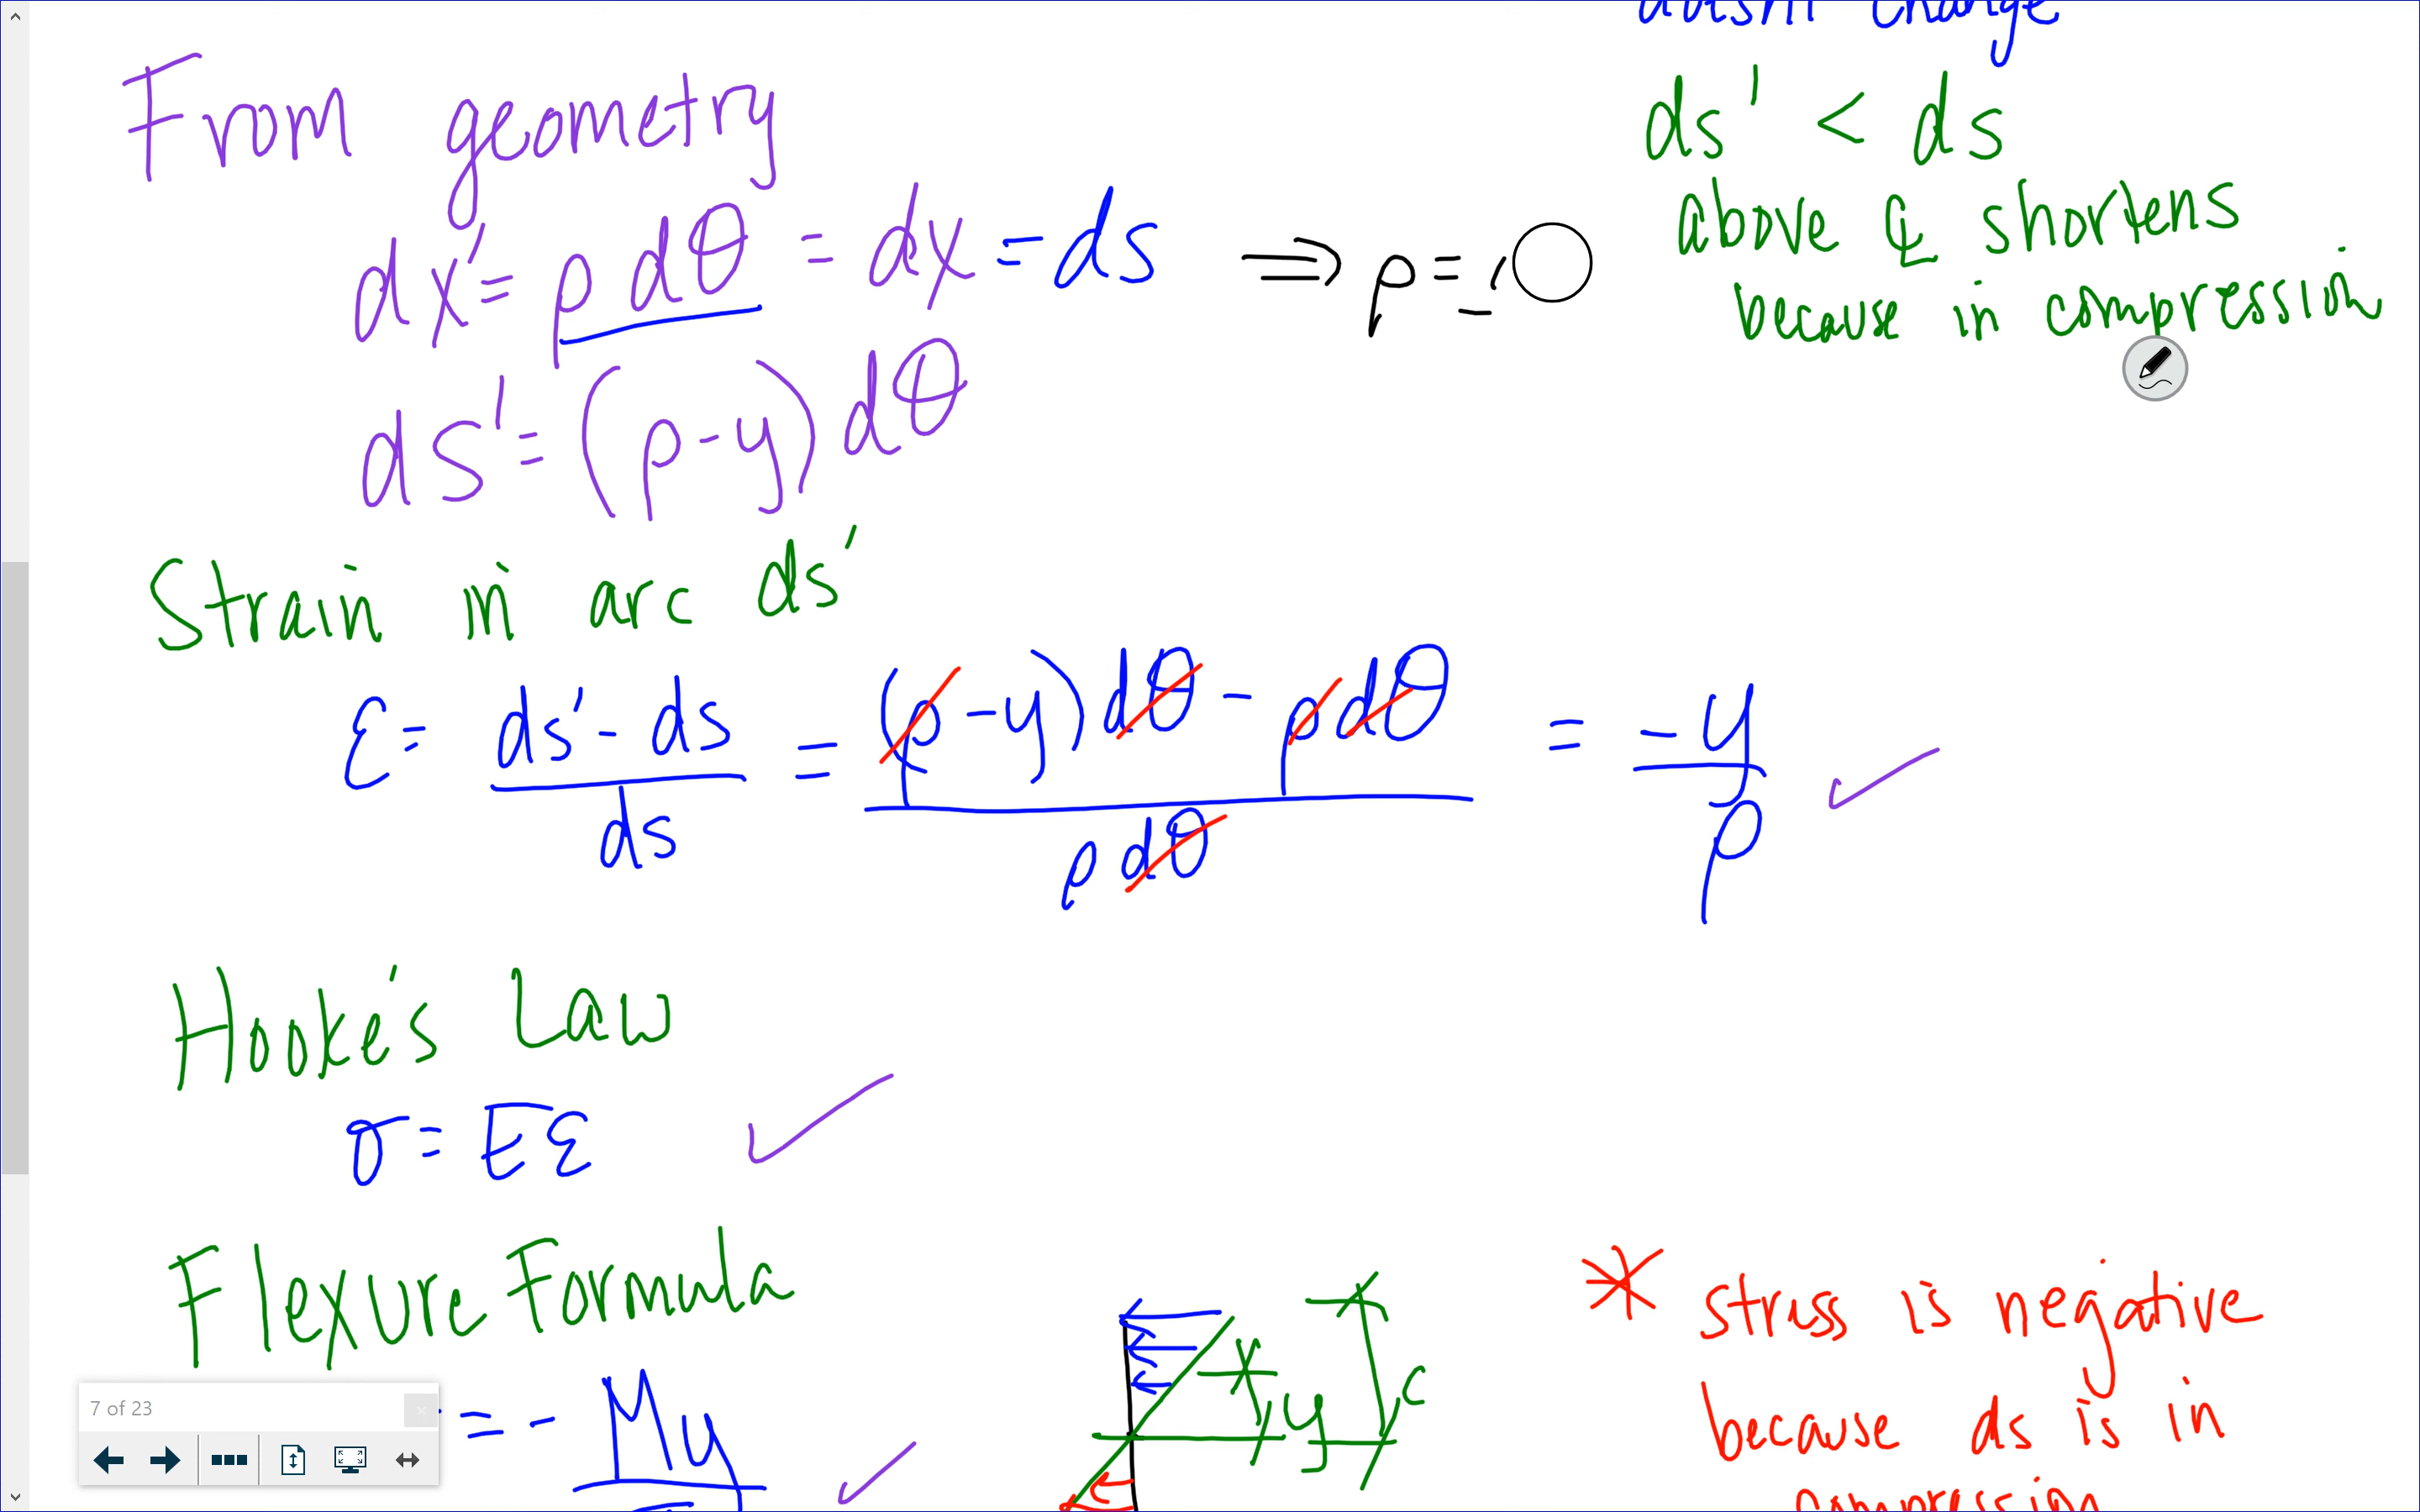 doesn't change
From geometry
dx' = ρ dθ = dx = ds ⇒ ρ =
ds' < ds
above ℄ shortens
because in compression
ds' = (ρ - y) dθ
Strain in arc ds'
ε = (ds' - ds) / ds = ((ρ - y) dθ - ρ dθ) / (ρ dθ) = -y / ρ ✓
Hooke's Law
σ = Eε ✓
Flexure Formula
= - My ✓
y
c
* stress is negative
because ds is in
compression
7 of 23